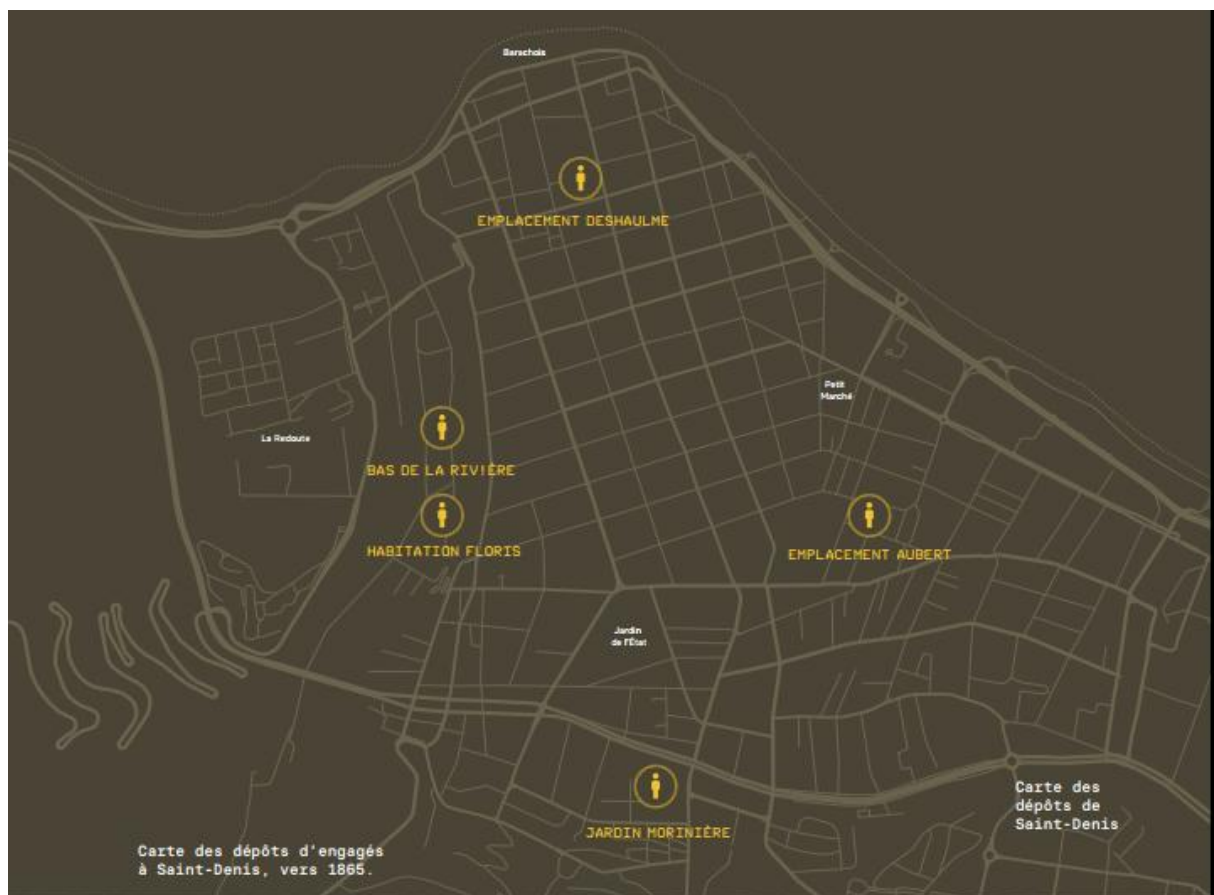 Barachois
EMPLACEMENT DESHAULME
Petit
Marché
La Redoute
BAS DE LA RIVIÈRE
HABITATION FLORIS
EMPLACEMENT AUBERT
Jardin
de l'État
JARDIN MORINIÈRE
Carte des
dépôts de
Saint-Denis
Carte des dépôts d'engagés
à Saint-Denis, vers 1865.